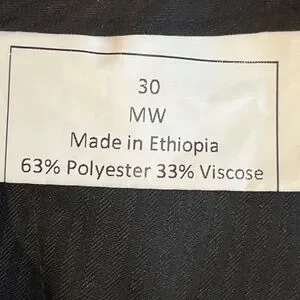 30
MW
Made in Ethiopia
63% Polyester 33% Viscose